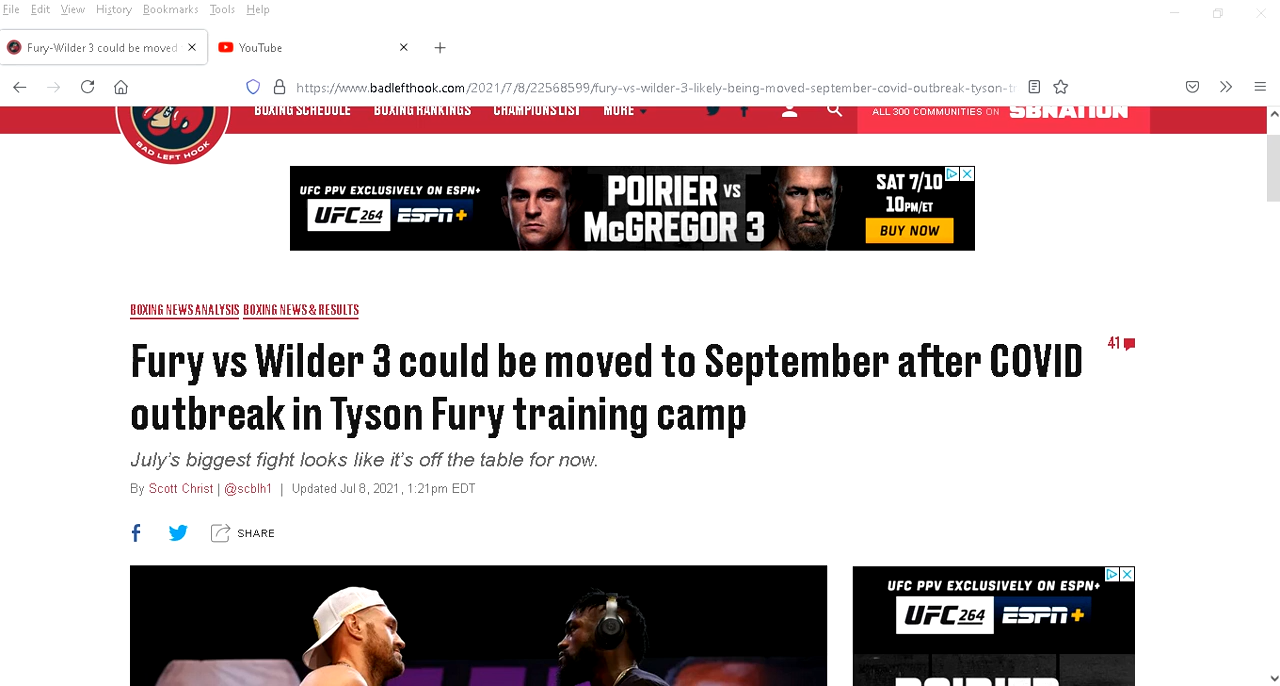 File Edit View History Bookmarks Tools Help
Fury-Wilder 3 could be moved
YouTube
https://www.badlefthook.com/2021/7/8/22568599/fury-vs-wilder-3-likely-being-moved-september-covid-outbreak-tyson-t
BOXING SCHEDULE BOXING RANKINGS CHAMPIONS LIST MORE
ALL 300 COMMUNITIES ON SBNATION
BAD LEFT HOOK
UFC PPV EXCLUSIVELY ON ESPN+
UFC 264 ESPN+
POIRIER VS
McGREGOR 3
SAT 7/10
10PM/ET
BUY NOW
BOXING NEWS ANALYSIS BOXING NEWS & RESULTS
Fury vs Wilder 3 could be moved to September after COVID
outbreak in Tyson Fury training camp
41
July's biggest fight looks like it's off the table for now.
By Scott Christ | @scblh1 | Updated Jul 8, 2021, 1:21pm EDT
SHARE
UFC PPV EXCLUSIVELY ON ESPN+
UFC 264 ESPN+
POIRIER